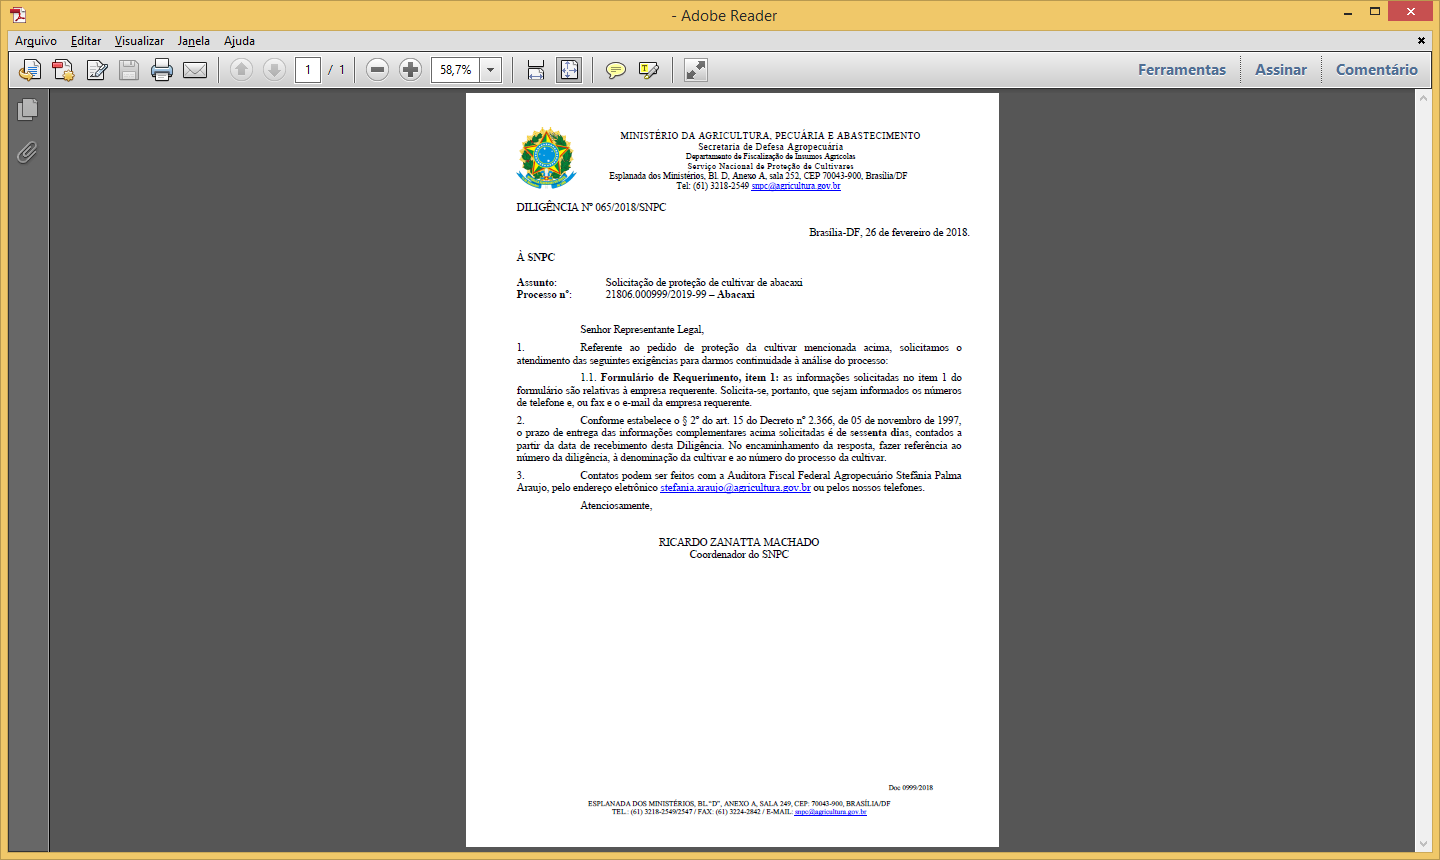 - Adobe Reader
Arquivo Editar Visualizar Janela Ajuda
1 / 1 58,7% Ferramentas Assinar Comentário
MINISTÉRIO DA AGRICULTURA, PECUÁRIA E ABASTECIMENTO
Secretaria de Defesa Agropecuária
Departamento de Fiscalização de Insumos Agrícolas
Serviço Nacional de Proteção de Cultivares
Esplanada dos Ministérios, Bl. D, Anexo A, sala 252, CEP 70043-900, Brasília/DF
Tel: (61) 3218-2549 snpc@agricultura.gov.br
DILIGÊNCIA Nº 065/2018/SNPC
Brasília-DF, 26 de fevereiro de 2018.
À SNPC
Assunto: Solicitação de proteção de cultivar de abacaxi
Processo nº: 21806.000999/2019-99 – Abacaxi
Senhor Representante Legal,
1. Referente ao pedido de proteção da cultivar mencionada acima, solicitamos o
atendimento das seguintes exigências para darmos continuidade à análise do processo:
1.1. Formulário de Requerimento, item 1: as informações solicitadas no item 1 do
formulário são relativas à empresa requerente. Solicita-se, portanto, que sejam informados os números
de telefone e, ou fax e o e-mail da empresa requerente.
2. Conforme estabelece o § 2º do art. 15 do Decreto nº 2.366, de 05 de novembro de 1997,
o prazo de entrega das informações complementares acima solicitadas é de sessenta dias, contados a
partir da data de recebimento desta Diligência. No encaminhamento da resposta, fazer referência ao
número da diligência, à denominação da cultivar e ao número do processo da cultivar.
3. Contatos podem ser feitos com a Auditora Fiscal Federal Agropecuário Stefânia Palma
Araujo, pelo endereço eletrônico stefania.araujo@agricultura.gov.br ou pelos nossos telefones.
Atenciosamente,
RICARDO ZANATTA MACHADO
Coordenador do SNPC
Doc 0999/2018
ESPLANADA DOS MINISTÉRIOS, BL "D", ANEXO A, SALA 249, CEP: 70043-900, BRASÍLIA/DF
TEL.: (61) 3218-2549/2547 / FAX: (61) 3224-2842 / E-MAIL: snpc@agricultura.gov.br